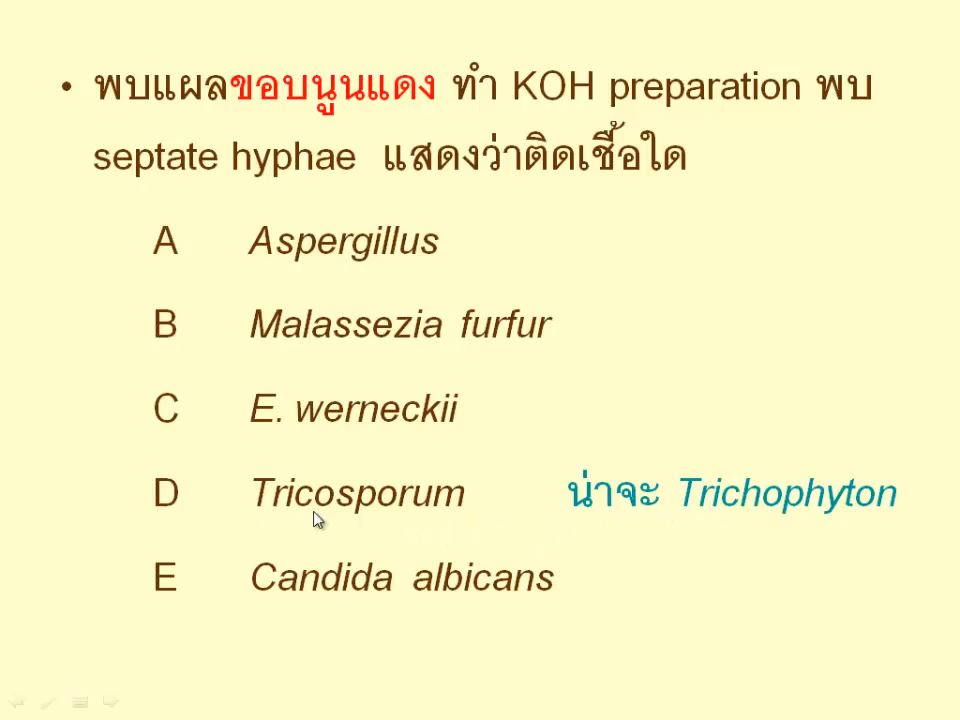 • พบแผลขอบนูนแดง ทำ KOH preparation พบ
septate hyphae แสดงว่าติดเชื้อใด
A Aspergillus
B Malassezia furfur
C E. werneckii
D Tricosporum น่าจะ Trichophyton
E Candida albicans